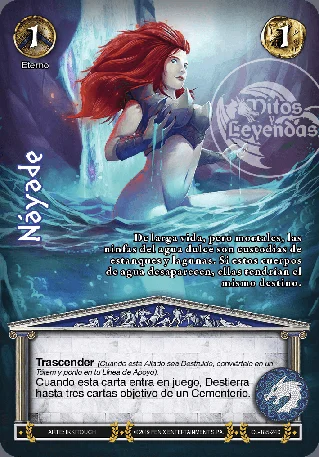 1
1
Eterno
Mitos
y
Leyendas
Náyade
De larga vida, pero mortales, las
ninfas del agua dulce son custodias de
estanques y lagunas. Si estos cuerpos
de agua desaparecen, ellas tendrían el
mismo destino.
Trascender (Cuando este Aliado sea Destruido, conviértelo en un
Tótem y ponlo en tu Línea de Apoyo).
Cuando esta carta entra en juego, Destierra
hasta tres cartas objetivo de un Cementerio.